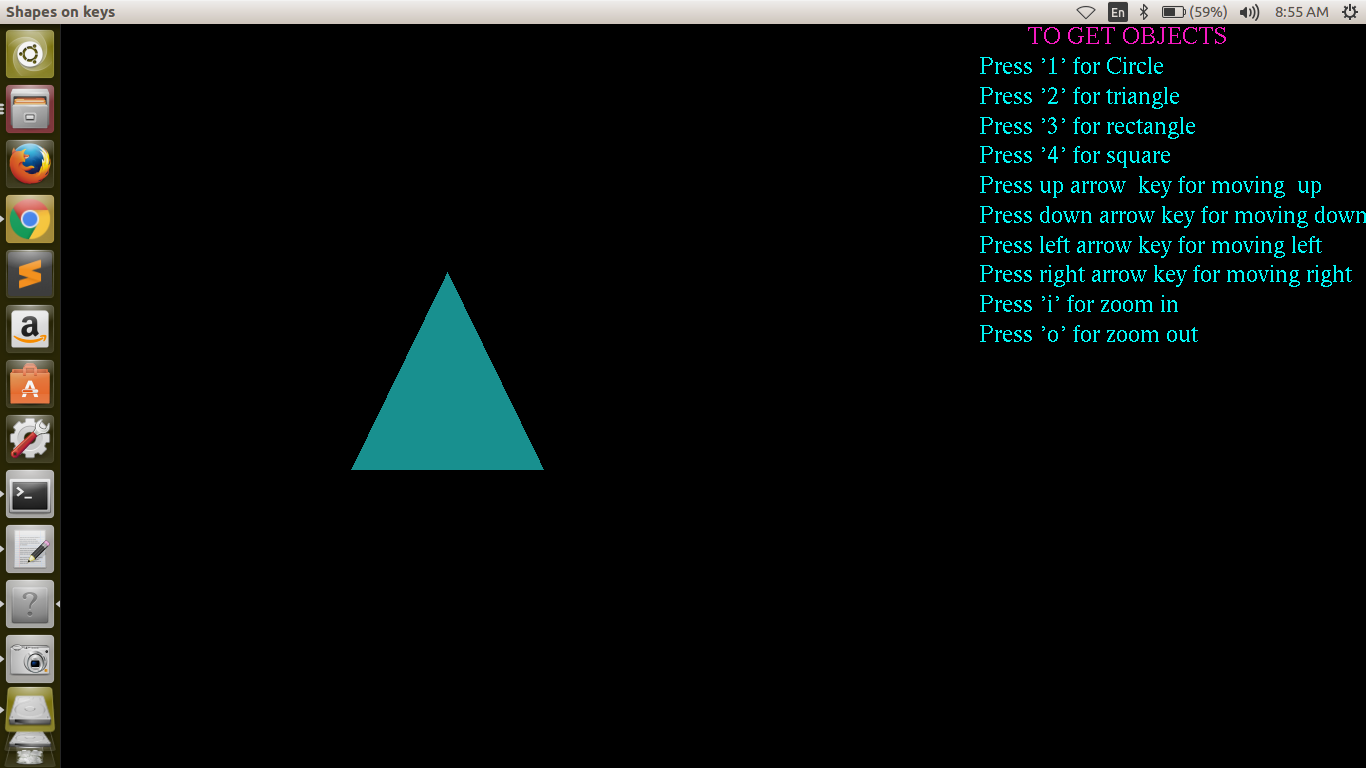 Shapes on keys
En
(59%)
8:55 AM
TO GET OBJECTS
Press ’1’ for Circle
Press ’2’ for triangle
Press ’3’ for rectangle
Press ’4’ for square
Press up arrow  key for moving  up
Press down arrow key for moving down
Press left arrow key for moving left
Press right arrow key for moving right
Press ’i’ for zoom in
Press ’o’ for zoom out
a
A
>_
?